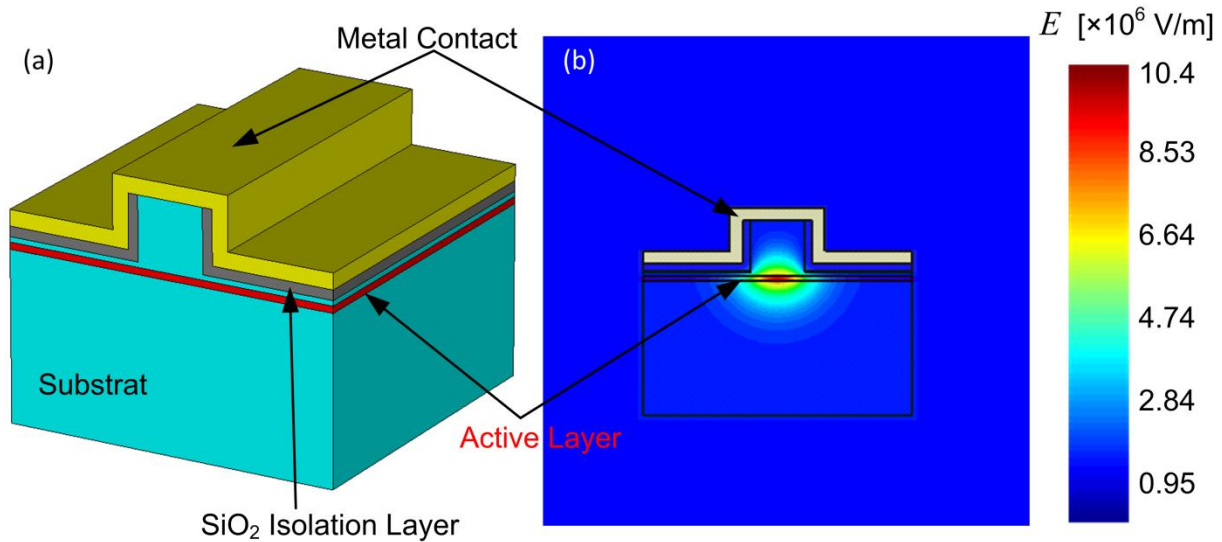 (a)
Metal Contact
(b)
E [×10⁶ V/m]
10.4
8.53
6.64
4.74
2.84
0.95
Substrat
Active Layer
SiO₂ Isolation Layer